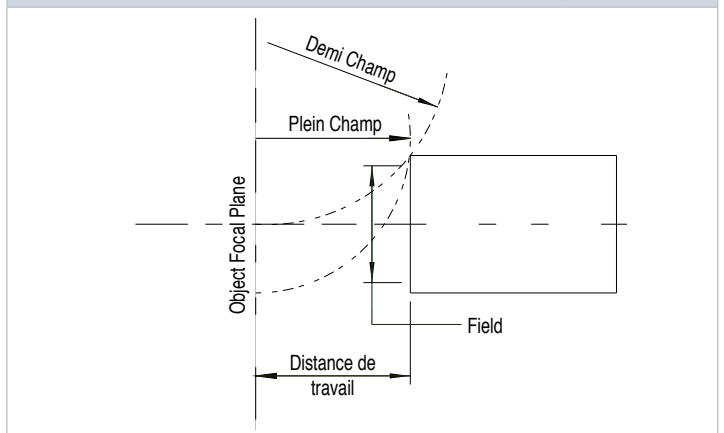 Demi Champ
Plein Champ
Object Focal Plane
Field
Distance de
travail